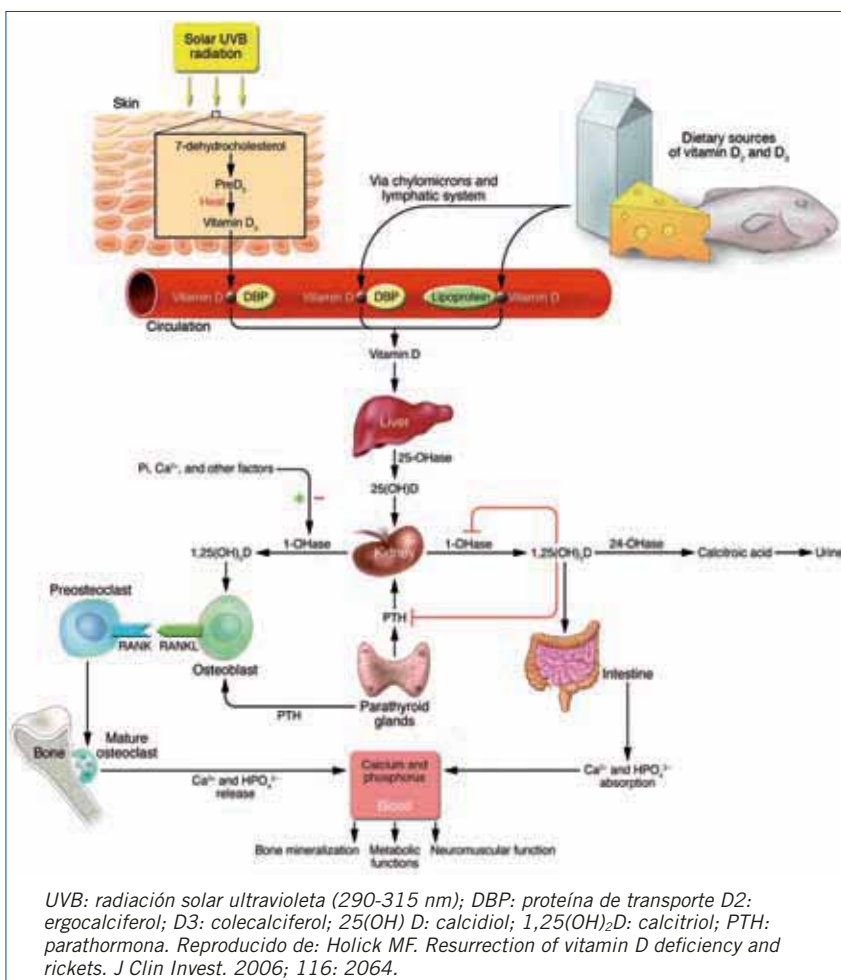 Solar UVB
radiation
Skin
7-dehydrocholesterol
PreD₃
Heat
Vitamin D₃
Via chylomicrons and
lymphatic system
Dietary sources
of vitamin D₂ and D₃
Vitamin D DBP Vitamin D DBP Lipoprotein Vitamin D
Circulation
Vitamin D
Liver
25-OHase
Pi, Ca²⁺, and other factors
25(OH)D
+ −
1,25(OH)₂D 1-OHase Kidney 1-OHase 1,25(OH)₂D 24-OHase Calcitroic acid Urine
Preosteoclast
RANK RANKL
PTH
Osteoblast
Intestine
Parathyroid
glands
PTH
Bone
Mature
osteoclast
Ca²⁺ and HPO₄²⁻
release
Calcium and
phosphorus
Blood
Ca²⁺ and HPO₄²⁻
absorption
Bone mineralization Metabolic Neuromuscular function
functions
UVB: radiación solar ultravioleta (290-315 nm); DBP: proteína de transporte D2:
ergocalciferol; D3: colecalciferol; 25(OH) D: calcidiol; 1,25(OH)₂D: calcitriol; PTH:
parathormona. Reproducido de: Holick MF. Resurrection of vitamin D deficiency and
rickets. J Clin Invest. 2006; 116: 2064.